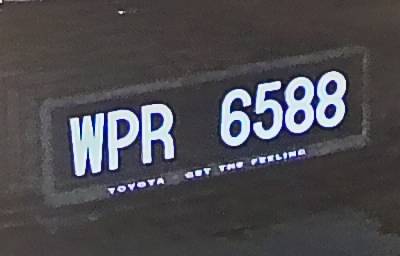 WPR 6588
TOYOTA GET THE FEELING